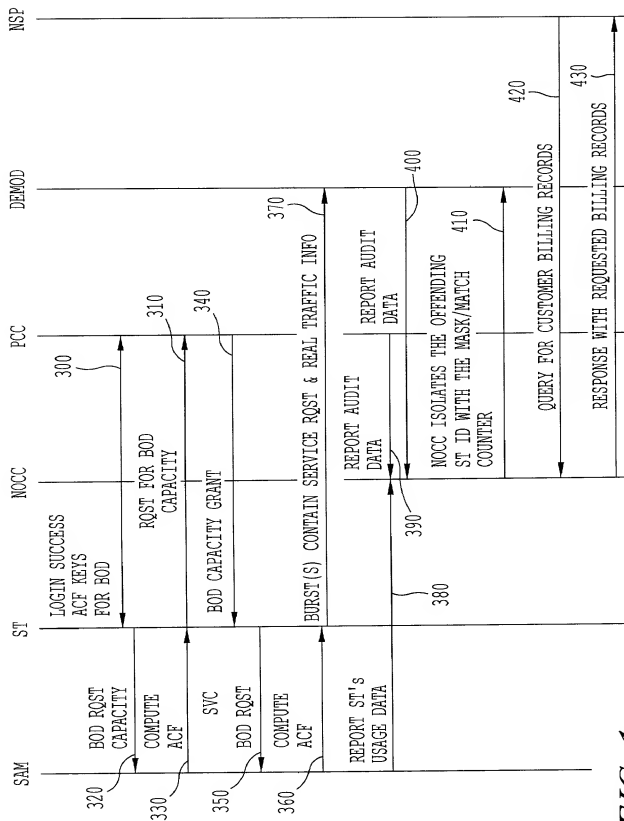 SAM
ST
NOCC
PCC
DEMOD
NSP
LOGIN SUCCESS
ACF KEYS
FOR BOD
300
BOD RQST
CAPACITY
320
RQST FOR BOD
CAPACITY
310
COMPUTE
ACF
330
BOD CAPACITY GRANT
340
SVC
BOD RQST
350
COMPUTE
ACF
360
BURST(S) CONTAIN SERVICE RQST & REAL TRAFFIC INFO
370
REPORT ST's
USAGE DATA
380
REPORT AUDIT
DATA
390
REPORT AUDIT
DATA
400
NOCC ISOLATES THE OFFENDING
ST ID WITH THE MASK/MATCH
COUNTER
410
QUERY FOR CUSTOMER BILLING RECORDS
420
RESPONSE WITH REQUESTED BILLING RECORDS
430